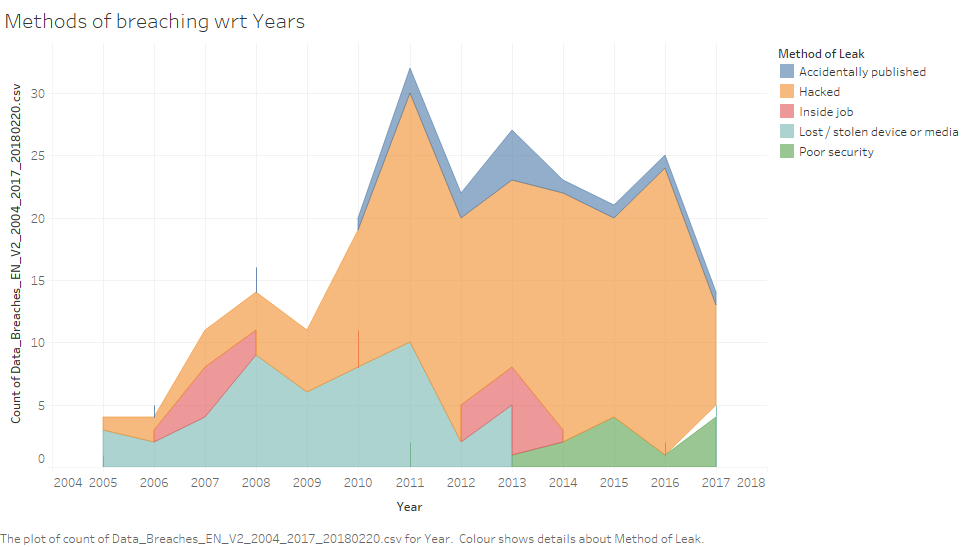 Methods of breaching wrt Years
Count of Data_Breaches_EN_V2_2004_2017_20180220.csv
30
25
20
15
10
5
0
2004 2005 2006 2007 2008 2009 2010 2011 2012 2013 2014 2015 2016 2017 2018
Year
Method of Leak
Accidentally published
Hacked
Inside job
Lost / stolen device or media
Poor security
The plot of count of Data_Breaches_EN_V2_2004_2017_20180220.csv for Year. Colour shows details about Method of Leak.